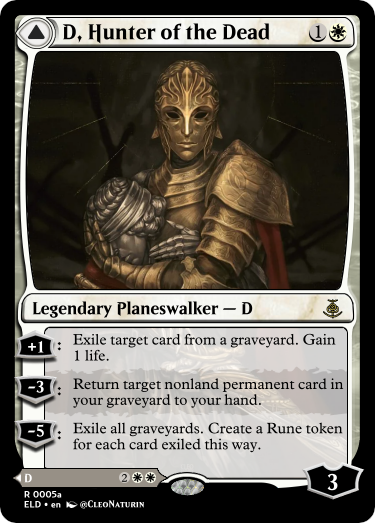 D, Hunter of the Dead 1
Legendary Planeswalker — D
+1: Exile target card from a graveyard. Gain
1 life.
-3: Return target nonland permanent card in
your graveyard to your hand.
-5: Exile all graveyards. Create a Rune token
for each card exiled this way.
D 2
3
R 0005a
ELD • en @CleoNaturin